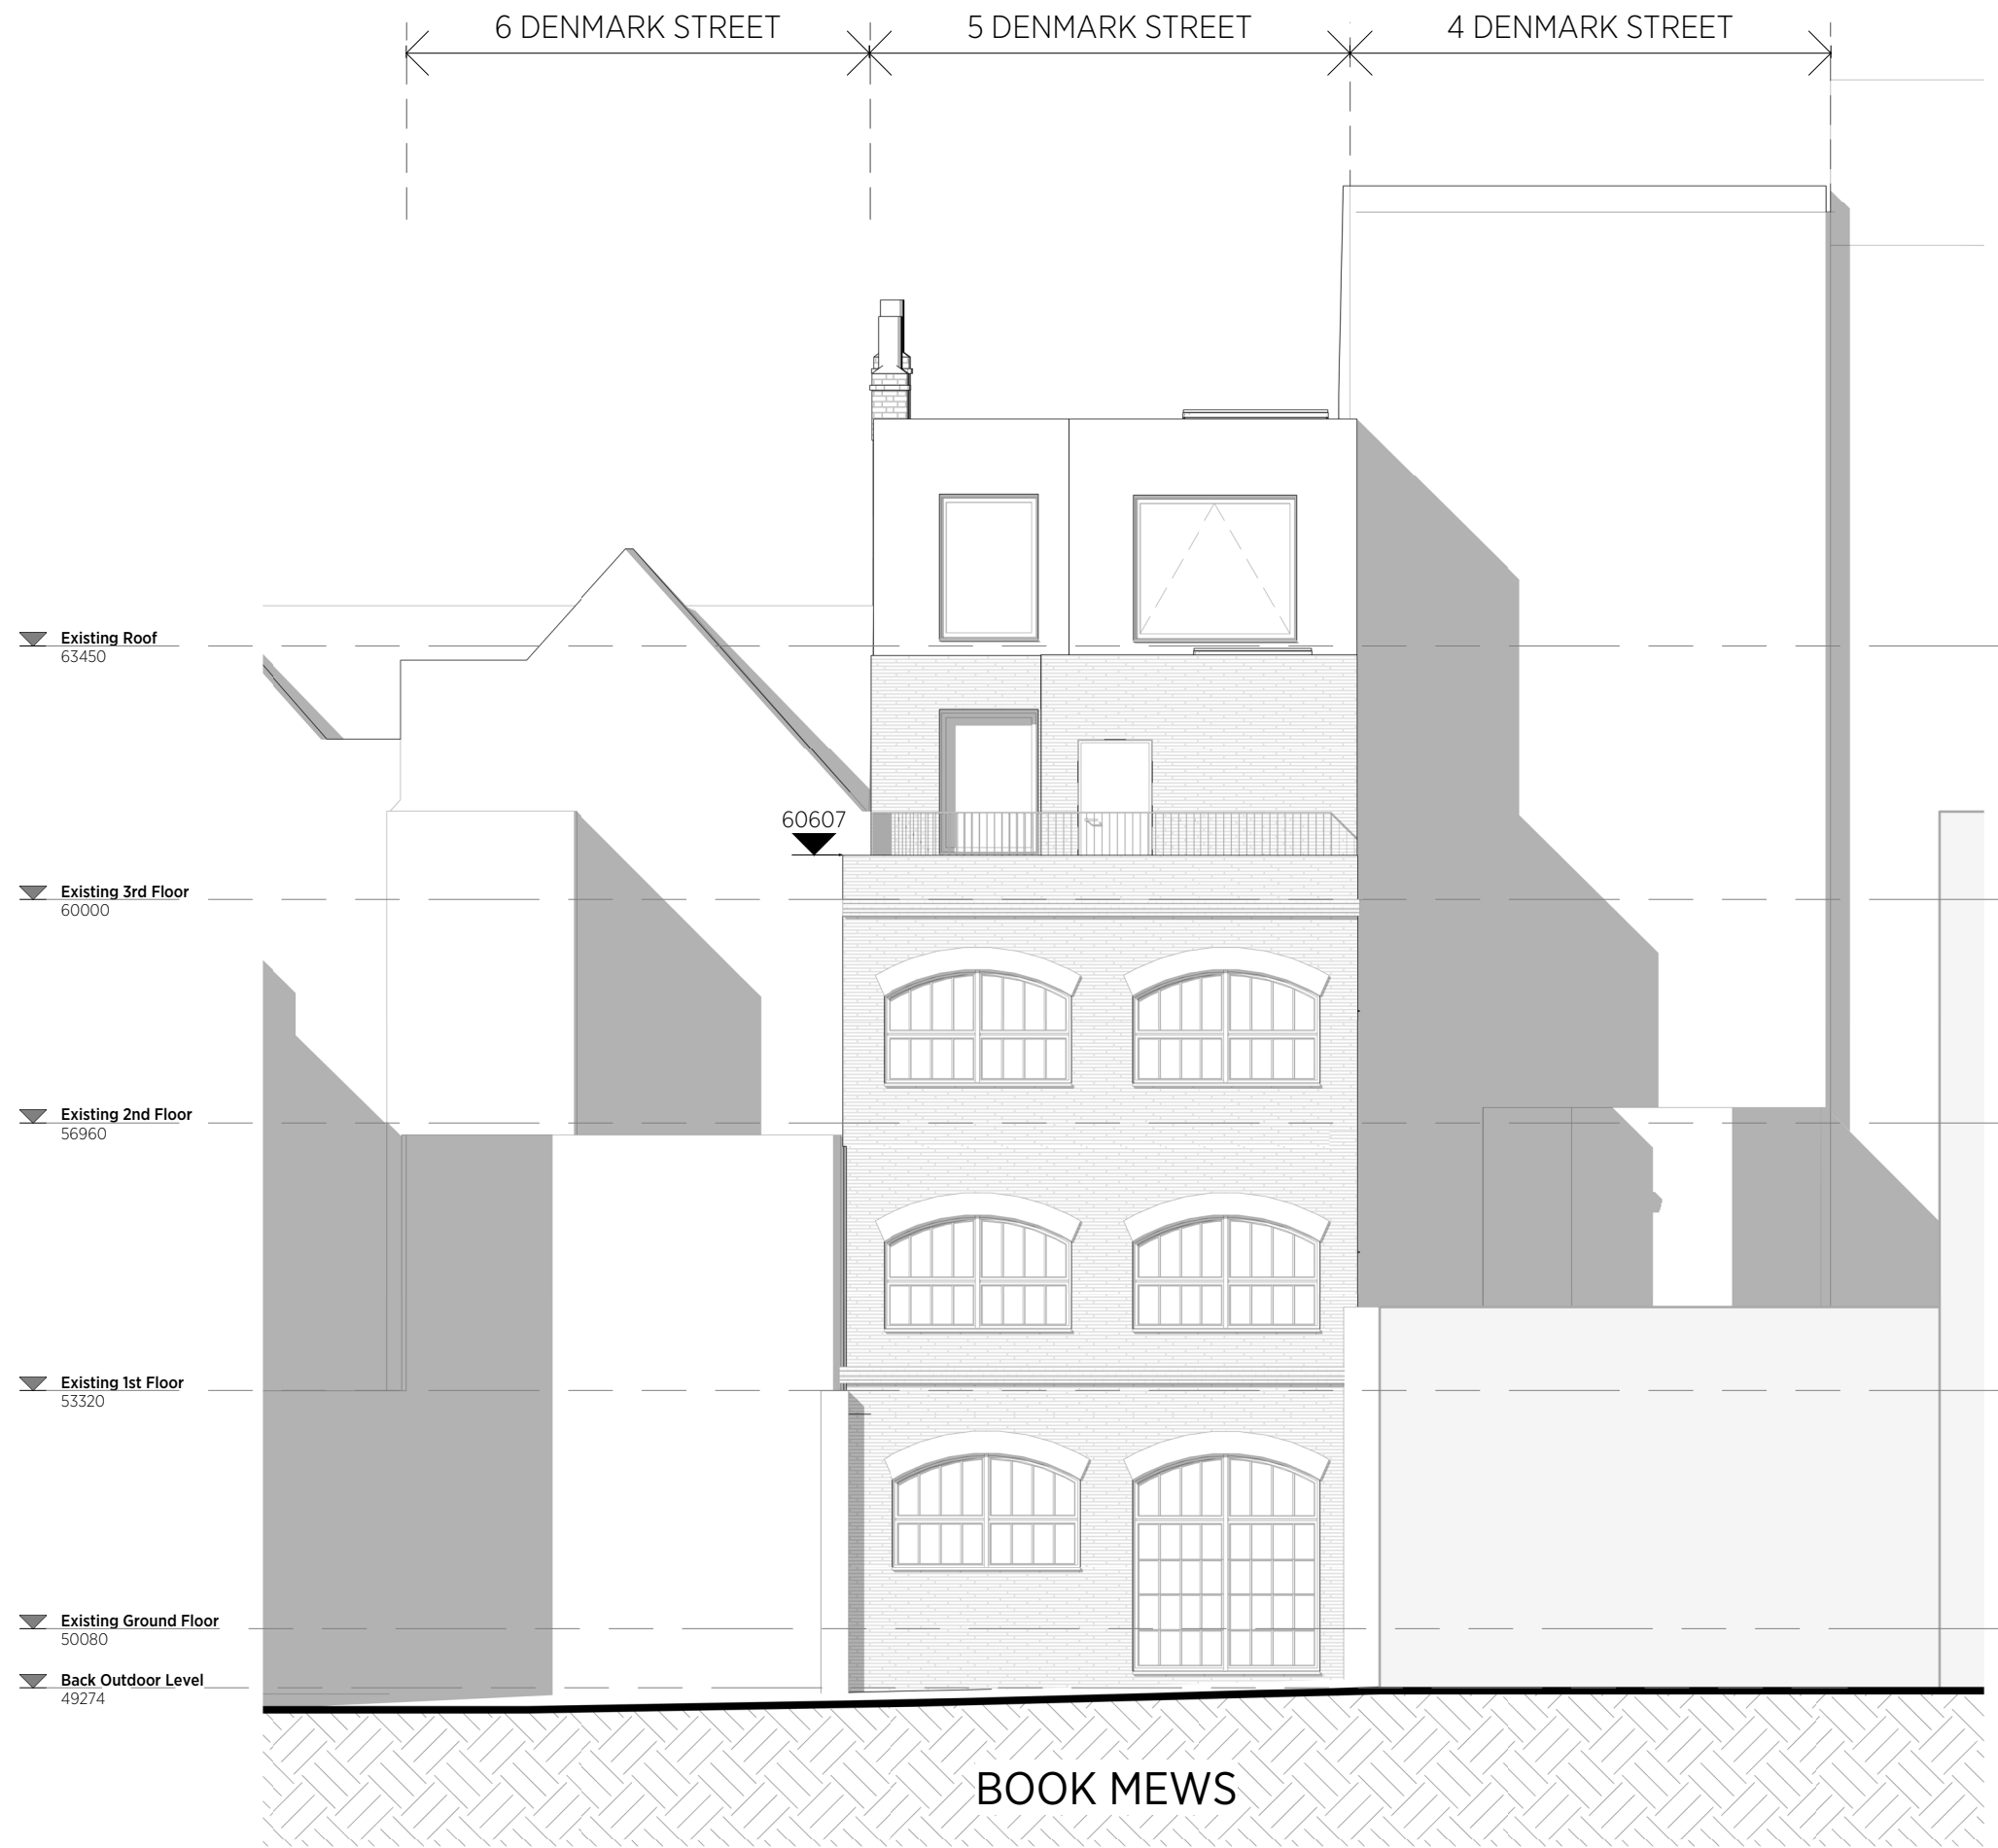 6 DENMARK STREET
5 DENMARK STREET
4 DENMARK STREET
Existing Roof
63450
60607
Existing 3rd Floor
60000
Existing 2nd Floor
56960
Existing 1st Floor
53320
Existing Ground Floor
50080
Back Outdoor Level
49274
BOOK MEWS